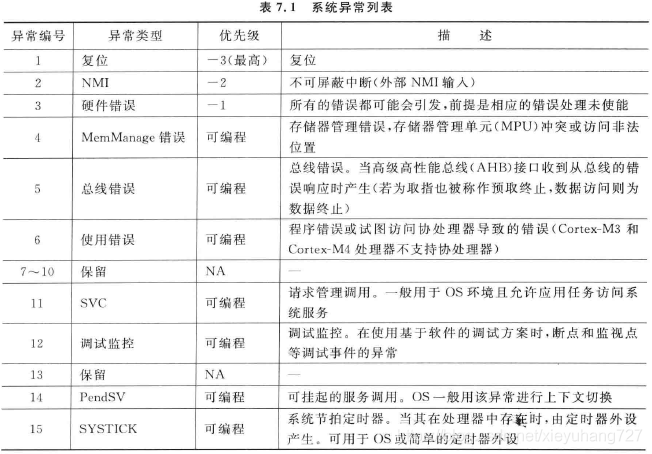 表 7.1 系统异常列表
异常编号 异常类型 优先级 描 述
1 复位 －3(最高) 复位
2 NMI －2 不可屏蔽中断(外部 NMI 输入)
3 硬件错误 －1 所有的错误都可能会引发,前提是相应的错误处理未使能
4 MemManage 错误 可编程 存储器管理错误,存储器管理单元(MPU)冲突或访问非法
位置
5 总线错误 可编程 总线错误。当高级高性能总线(AHB)接口收到从总线的错
误响应时产生(若为取指也被称作预取终止,数据访问则为
数据终止)
6 使用错误 可编程 程序错误或试图访问协处理器导致的错误(Cortex-M3 和
Cortex-M4 处理器不支持协处理器)
7～10 保留 NA —
11 SVC 可编程 请求管理调用。一般用于 OS 环境且允许应用任务访问系
统服务
12 调试监控 可编程 调试监控。在使用基于软件的调试方案时,断点和监视点
等调试事件的异常
13 保留 NA —
14 PendSV 可编程 可挂起的服务调用。OS 一般用该异常进行上下文切换
15 SYSTICK 可编程 系统节拍定时器。当其在处理器中存在时,由定时器外设
产生。可用于 OS 或简单的定时器外设
net/xieyuhang727